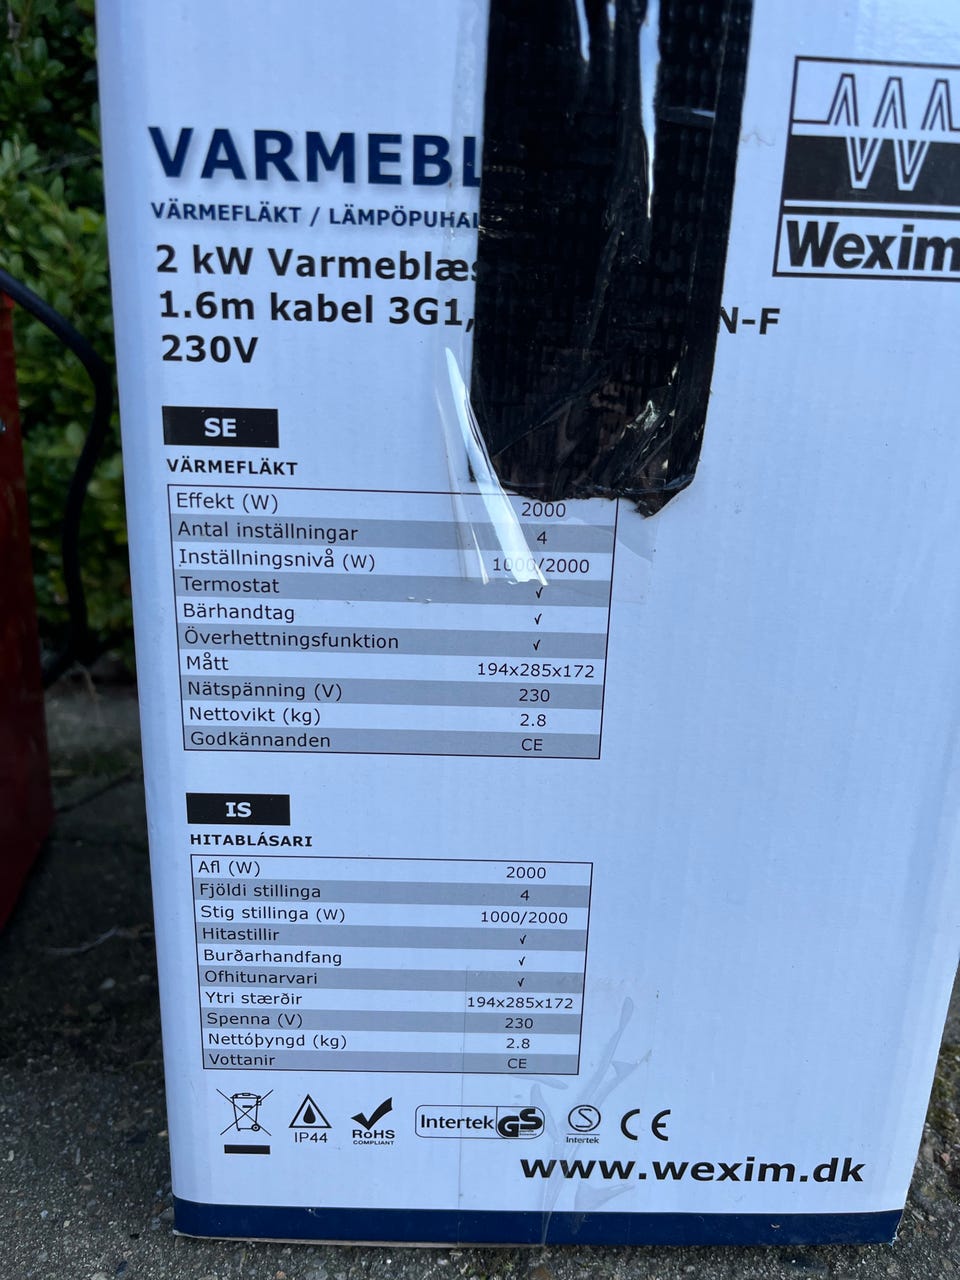 VARMEBL
VÄRMEFLÄKT / LÄMPÖPUHAL
2 kW Varmeblæs
1.6m kabel 3G1, N-F
230V
Wexim
SE
VÄRMEFLÄKT
Effekt (W) 2000
Antal inställningar 4
Inställningsnivå (W) 1000/2000
Termostat ✓
Bärhandtag ✓
Överhettningsfunktion ✓
Mått 194x285x172
Nätspänning (V) 230
Nettovikt (kg) 2.8
Godkännanden CE
IS
HITABLÁSARI
Afl (W) 2000
Fjöldi stillinga 4
Stig stillinga (W) 1000/2000
Hitastillir ✓
Burðarhandfang ✓
Ofhitunarvari ✓
Ytri stærðir 194x285x172
Spenna (V) 230
Nettóþyngd (kg) 2.8
Vottanir CE
IP44
RoHS
COMPLIANT
Intertek GS
S
Intertek
CE
www.wexim.dk